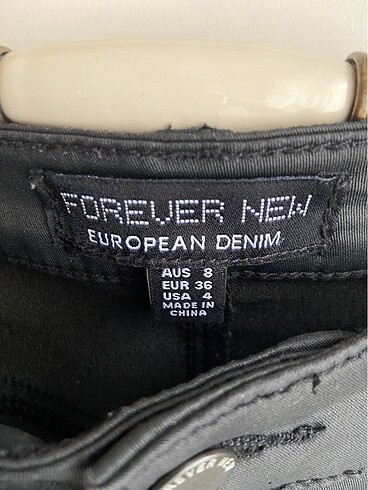 FOREVER NEW
EUROPEAN DENIM
AUS 8
EUR 36
USA 4
MADE IN
CHINA